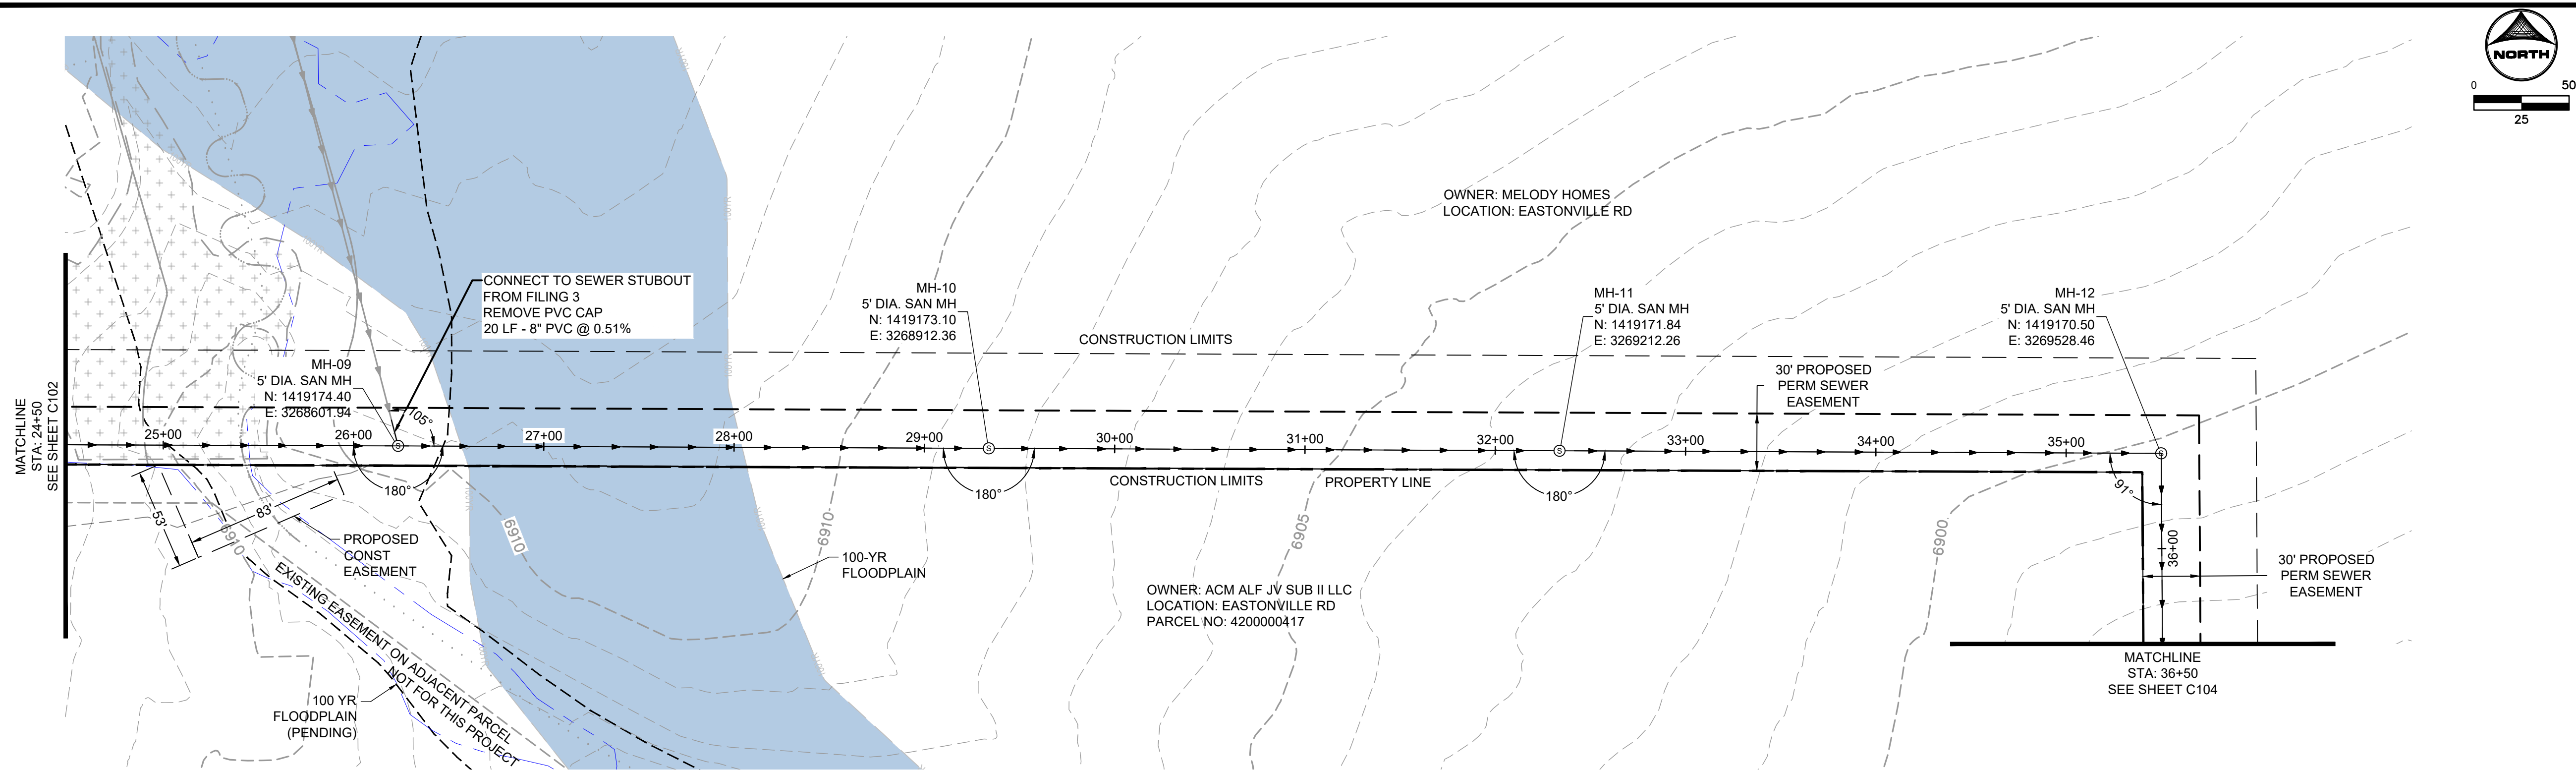 NORTH
0 50
25
OWNER: MELODY HOMES
LOCATION: EASTONVILLE RD
CONNECT TO SEWER STUBOUT
FROM FILING 3
REMOVE PVC CAP
20 LF - 8" PVC @ 0.51%
MH-10
5' DIA. SAN MH
N: 1419173.10
E: 3268912.36
MH-11
5' DIA. SAN MH
N: 1419171.84
E: 3269212.26
MH-12
5' DIA. SAN MH
N: 1419170.50
E: 3269528.46
CONSTRUCTION LIMITS
MH-09
5' DIA. SAN MH
N: 1419174.40
E: 3268601.94
30' PROPOSED
PERM SEWER
EASEMENT
MATCHLINE
STA: 24+50
SEE SHEET C102
105°
25+00
26+00
27+00
28+00
29+00
30+00
31+00
32+00
33+00
34+00
35+00
S
S
S
S
180°
180°
180°
91°
CONSTRUCTION LIMITS
PROPERTY LINE
53'
83'
6910
6910
6910
6905
6900
36+00
PROPOSED
CONST
EASEMENT
100-YR
FLOODPLAIN
30' PROPOSED
PERM SEWER
EASEMENT
EXISTING EASEMENT ON ADJACENT PARCEL
NOT FOR THIS PROJECT
OWNER: ACM ALF JV SUB II LLC
LOCATION: EASTONVILLE RD
PARCEL NO: 4200000417
100 YR
FLOODPLAIN
(PENDING)
MATCHLINE
STA: 36+50
SEE SHEET C104